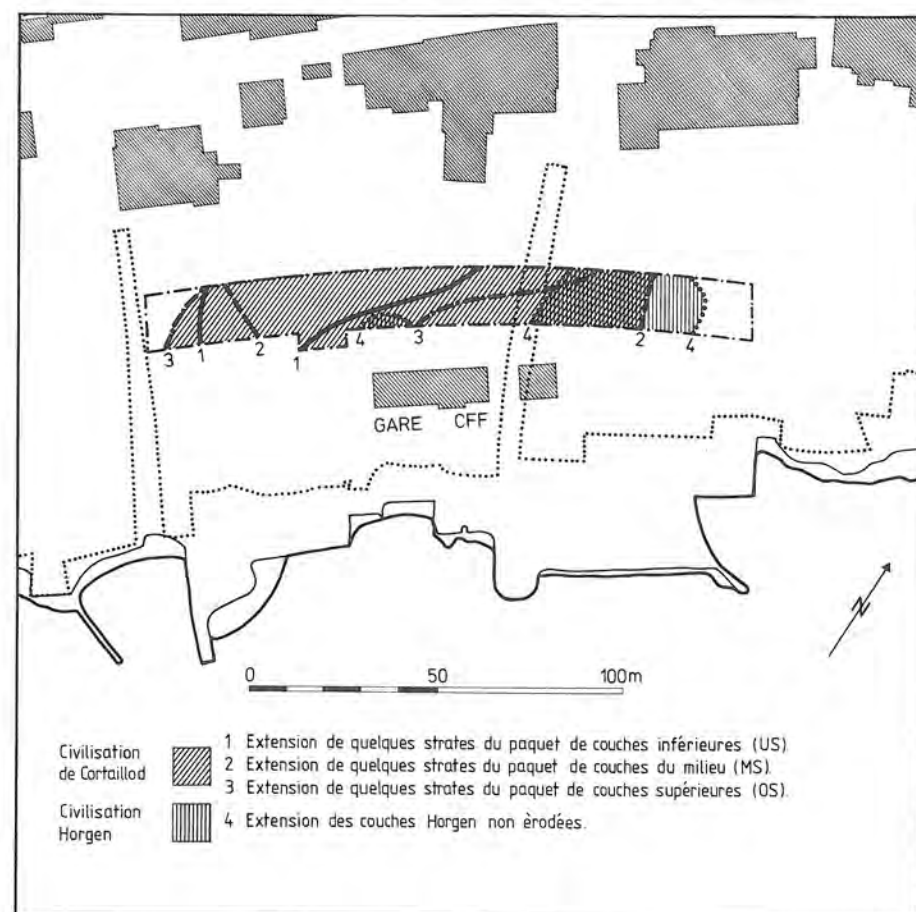 3 1 2 1 4 3 4 2 4
GARE CFF
N
0 50 100m
Civilisation
de Cortaillod
1 Extension de quelques strates du paquet de couches inférieures (US)
2 Extension de quelques strates du paquet de couches du milieu (MS).
3 Extension de quelques strates du paquet de couches supérieures (OS).
Civilisation
Horgen
4 Extension des couches Horgen non èrodées.